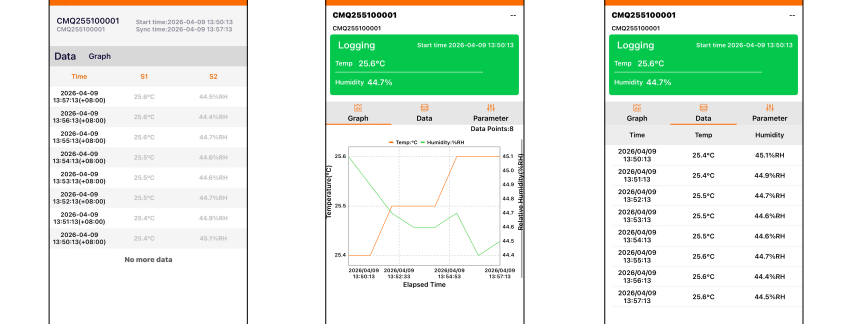 CMQ255100001
CMQ255100001
Start time:2026-04-09 13:50:13
Sync time:2026-04-09 13:57:13
Data Graph
Time S1 S2
2026-04-09
13:57:13(+08:00) 25.6°C 44.5%RH
2026-04-09
13:56:13(+08:00) 25.6°C 44.4%RH
2026-04-09
13:55:13(+08:00) 25.6°C 44.7%RH
2026-04-09
13:54:13(+08:00) 25.5°C 44.6%RH
2026-04-09
13:53:13(+08:00) 25.5°C 44.6%RH
2026-04-09
13:52:13(+08:00) 25.5°C 44.7%RH
2026-04-09
13:51:13(+08:00) 25.4°C 44.9%RH
2026-04-09
13:50:13(+08:00) 25.4°C 45.1%RH
No more data
CMQ255100001 --
CMQ255100001
Logging Start time 2026-04-09 13:50:13
Temp 25.6°C
Humidity 44.7%
Graph Data Parameter
Data Points:8
Temp:°C Humidity:%RH
Temperature(°C)
25.6
25.5
25.4
45.1
45.0
44.9
44.8
44.7
44.6
44.5
44.4
Relative Humidity(%RH)
2026/04/09 2026/04/09 2026/04/09 2026/04/09
13:50:13 13:52:33 13:54:53 13:57:13
Elapsed Time
CMQ255100001 --
CMQ255100001
Logging Start time 2026-04-09 13:50:13
Temp 25.6°C
Humidity 44.7%
Graph Data Parameter
Time Temp Humidity
2026/04/09
13:50:13 25.4°C 45.1%RH
2026/04/09
13:51:13 25.4°C 44.9%RH
2026/04/09
13:52:13 25.5°C 44.7%RH
2026/04/09
13:53:13 25.5°C 44.6%RH
2026/04/09
13:54:13 25.5°C 44.6%RH
2026/04/09
13:55:13 25.6°C 44.7%RH
2026/04/09
13:56:13 25.6°C 44.4%RH
2026/04/09
13:57:13 25.6°C 44.5%RH